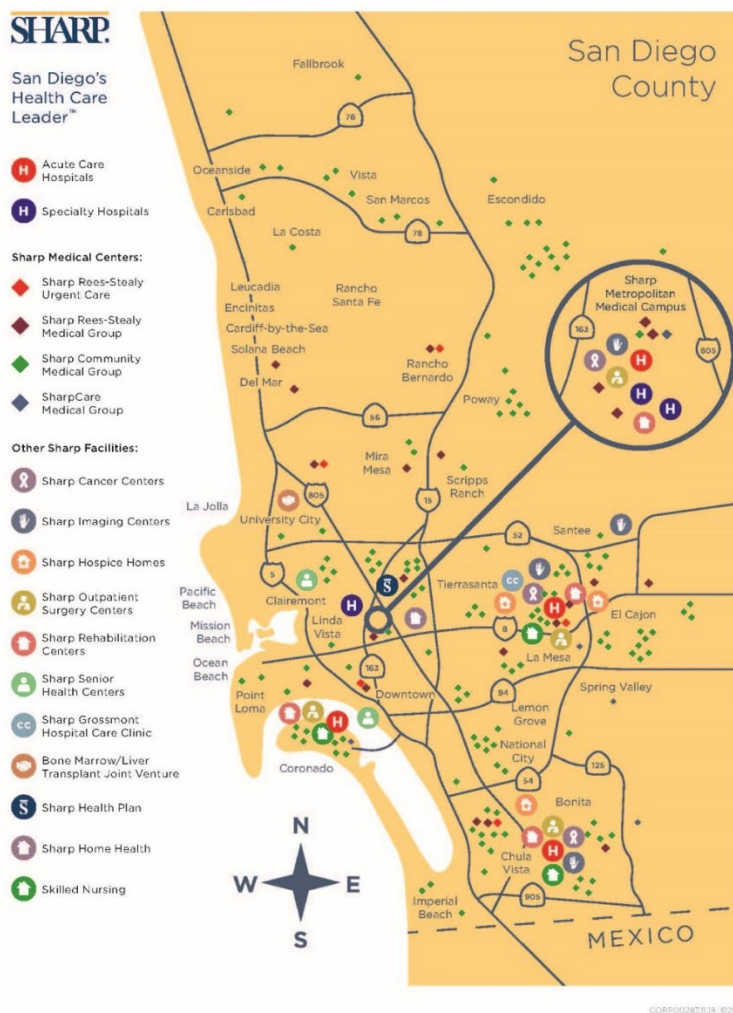 SHARP.
San Diego's
Health Care
Leader™
H
Acute Care
Hospitals
H
Specialty Hospitals
Sharp Medical Centers:
Sharp Rees-Stealy
Urgent Care
Sharp Rees-Stealy
Medical Group
Sharp Community
Medical Group
SharpCare
Medical Group
Other Sharp Facilities:
Sharp Cancer Centers
Sharp Imaging Centers
Sharp Hospice Homes
Sharp Outpatient
Surgery Centers
Sharp Rehabilitation
Centers
Sharp Senior
Health Centers
CC
Sharp Grossmont
Hospital Care Clinic
Bone Marrow/Liver
Transplant Joint Venture
S
Sharp Health Plan
Sharp Home Health
Skilled Nursing
San Diego
County
Fallbrook
76
Oceanside
Vista
San Marcos
Escondido
Carlsbad
La Costa
78
Leucadia
Rancho
Santa Fe
Encinitas
Cardiff-by-the-Sea
Solana Beach
Del Mar
Rancho
Bernardo
Poway
56
Sharp
Metropolitan
Medical Campus
163
805
H
H
H
Mira
Mesa
Scripps
Ranch
805
15
La Jolla
University City
52
Santee
5
Clairemont
S
Tierrasanta
CC
Pacific
Beach
H
Linda
Vista
H
El Cajon
Mission
Beach
8
La Mesa
Ocean
Beach
163
Downtown
94
Spring Valley
Point
Loma
H
Lemon
Grove
National
City
Coronado
54
125
Bonita
H
Chula
Vista
905
Imperial
Beach
N
W
E
S
MEXICO